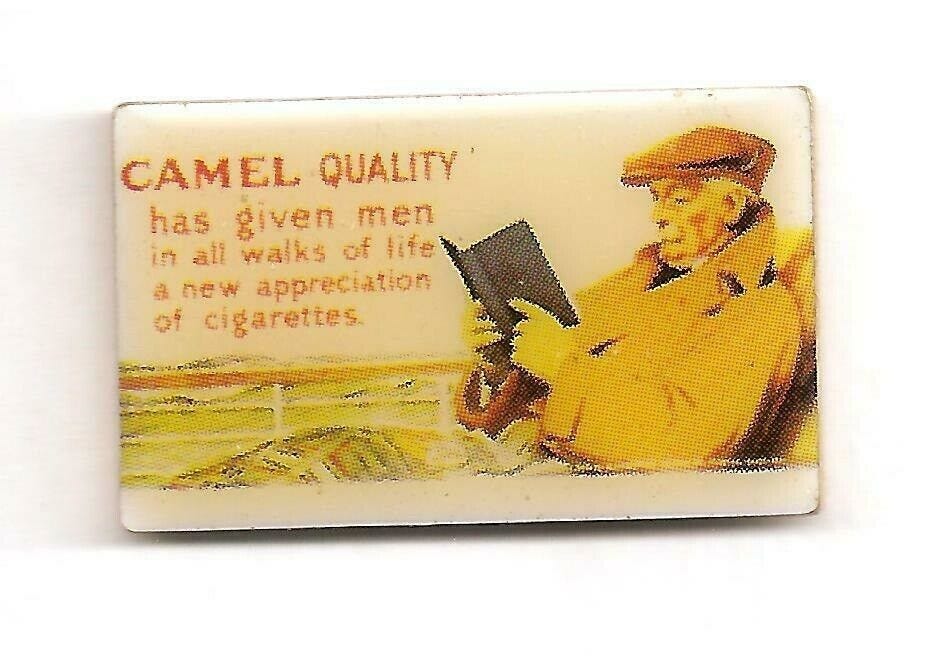 CAMEL QUALITY
has given men
in all walks of life
a new appreciation
of cigarettes.